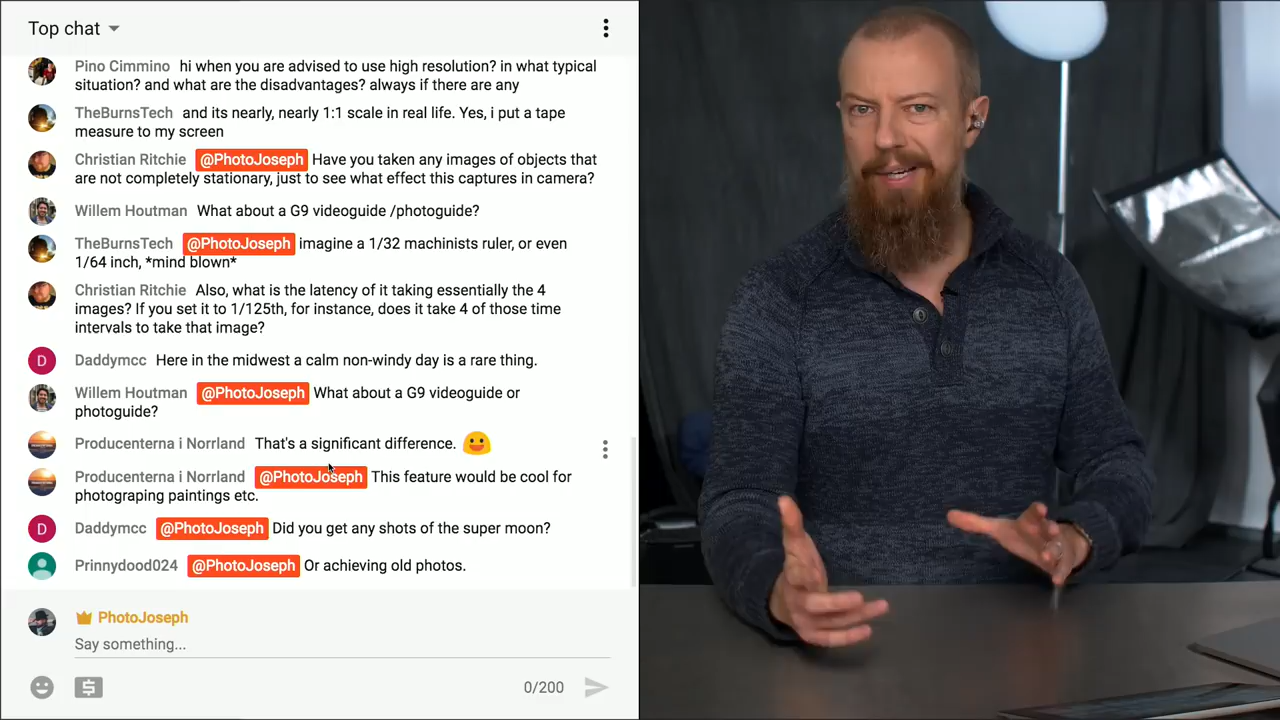 Top chat
Pino Cimmino hi when you are advised to use high resolution? in what typical
situation? and what are the disadvantages? always if there are any
TheBurnsTech and its nearly, nearly 1:1 scale in real life. Yes, i put a tape
measure to my screen
Christian Ritchie @PhotoJoseph Have you taken any images of objects that
are not completely stationary, just to see what effect this captures in camera?
Willem Houtman What about a G9 videoguide /photoguide?
TheBurnsTech @PhotoJoseph imagine a 1/32 machinists ruler, or even
1/64 inch, *mind blown*
Christian Ritchie Also, what is the latency of it taking essentially the 4
images? If you set it to 1/125th, for instance, does it take 4 of those time
intervals to take that image?
D Daddymcc Here in the midwest a calm non-windy day is a rare thing.
Willem Houtman @PhotoJoseph What about a G9 videoguide or
photoguide?
Producenterna i Norrland That's a significant difference.
Producenterna i Norrland @PhotoJoseph This feature would be cool for
photograping paintings etc.
D Daddymcc @PhotoJoseph Did you get any shots of the super moon?
Prinnydood024 @PhotoJoseph Or achieving old photos.
PhotoJoseph
Say something...
$ 0/200